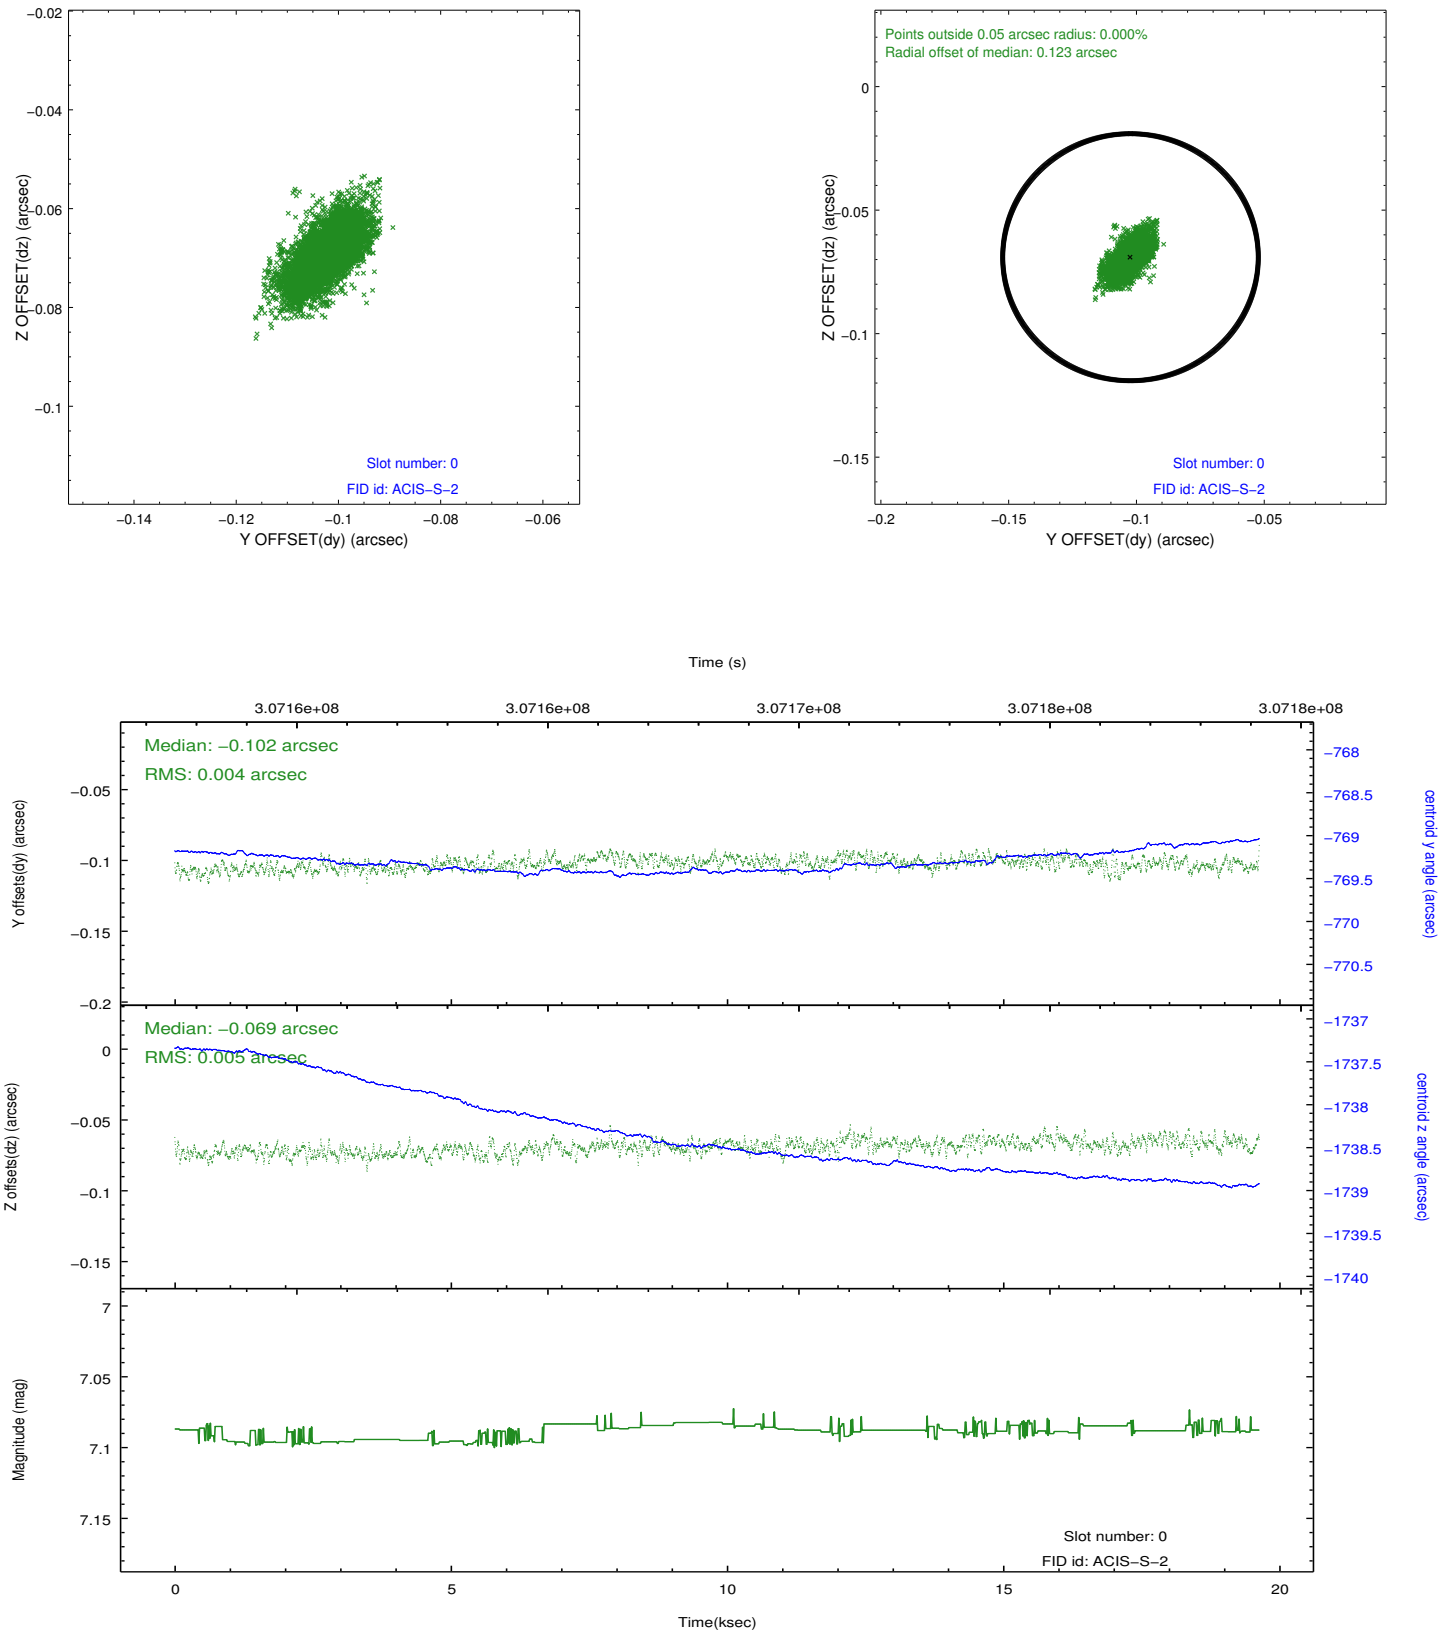 −0.02
−0.04
−0.06
−0.08
−0.1
Z OFFSET(dz) (arcsec)
Slot number: 0
FID id: ACIS−S−2
−0.14 −0.12 −0.1 −0.08 −0.06
Y OFFSET(dy) (arcsec)
Points outside 0.05 arcsec radius: 0.000%
Radial offset of median: 0.123 arcsec
0
−0.05
−0.1
−0.15
Z OFFSET(dz) (arcsec)
Slot number: 0
FID id: ACIS−S−2
−0.2 −0.15 −0.1 −0.05
Y OFFSET(dy) (arcsec)
Time (s)
3.0716e+08 3.0716e+08 3.0717e+08 3.0718e+08 3.0718e+08
Median: −0.102 arcsec
RMS: 0.004 arcsec
−0.05
−0.1
−0.15
−0.2
Y offsets(dy) (arcsec)
−768
−768.5
−769
−769.5
−770
−770.5
centroid y angle (arcsec)
Median: −0.069 arcsec
RMS: 0.005 arcsec
0
−0.05
−0.1
−0.15
Z offsets(dz) (arcsec)
−1737
−1737.5
−1738
−1738.5
−1739
−1739.5
−1740
centroid z angle (arcsec)
7
7.05
7.1
7.15
Magnitude (mag)
Slot number: 0
FID id: ACIS−S−2
0 5 10 15 20
Time(ksec)